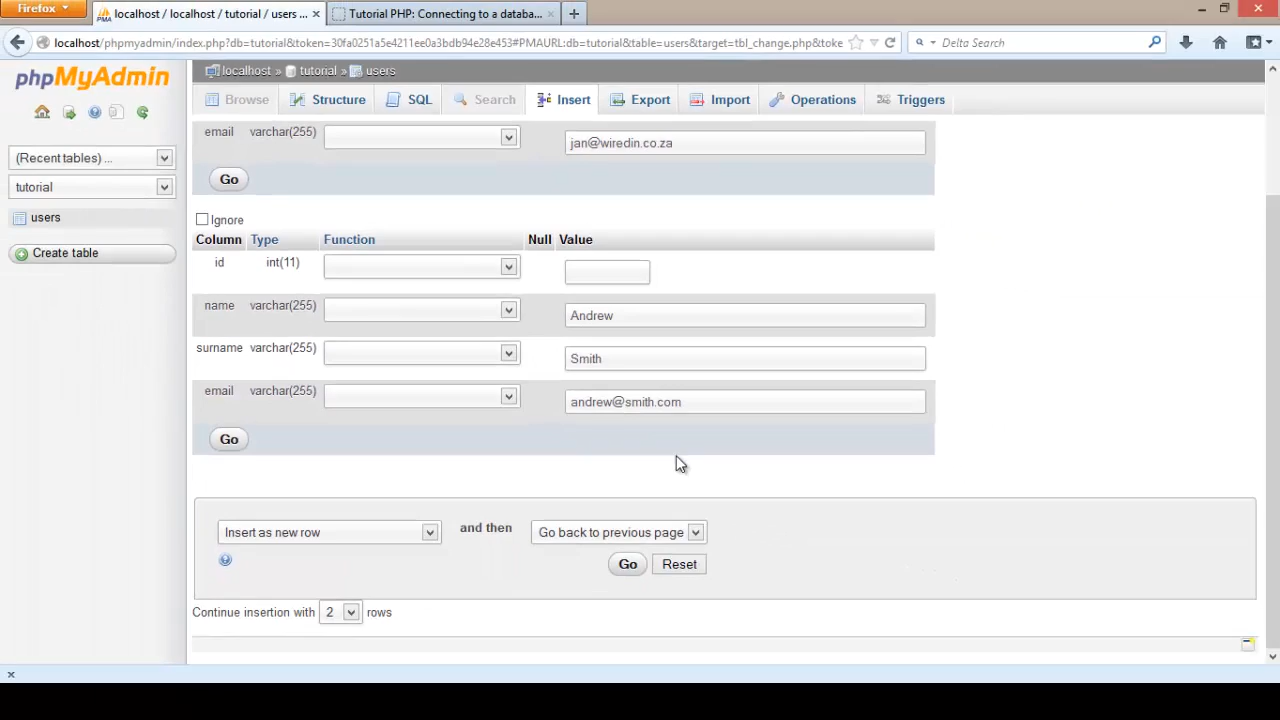 Firefox
PMA localhost / localhost / tutorial / users ... ×
Tutorial PHP: Connecting to a databa... ×
localhost/phpmyadmin/index.php?db=tutorial&token=30fa0251a5e4211ee0a3bdb94e28e453#PMAURL:db=tutorial&table=users&target=tbl_change.php&toke
Delta Search
phpMyAdmin
(Recent tables) ...
tutorial
users
Create table
localhost » tutorial » users
Browse Structure SQL Search Insert Export Import Operations Triggers
email varchar(255) jan@wiredin.co.za
Go
Ignore
Column Type Function Null Value
id int(11)
name varchar(255) Andrew
surname varchar(255) Smith
email varchar(255) andrew@smith.com
Go
Insert as new row and then Go back to previous page
Go Reset
Continue insertion with 2 rows